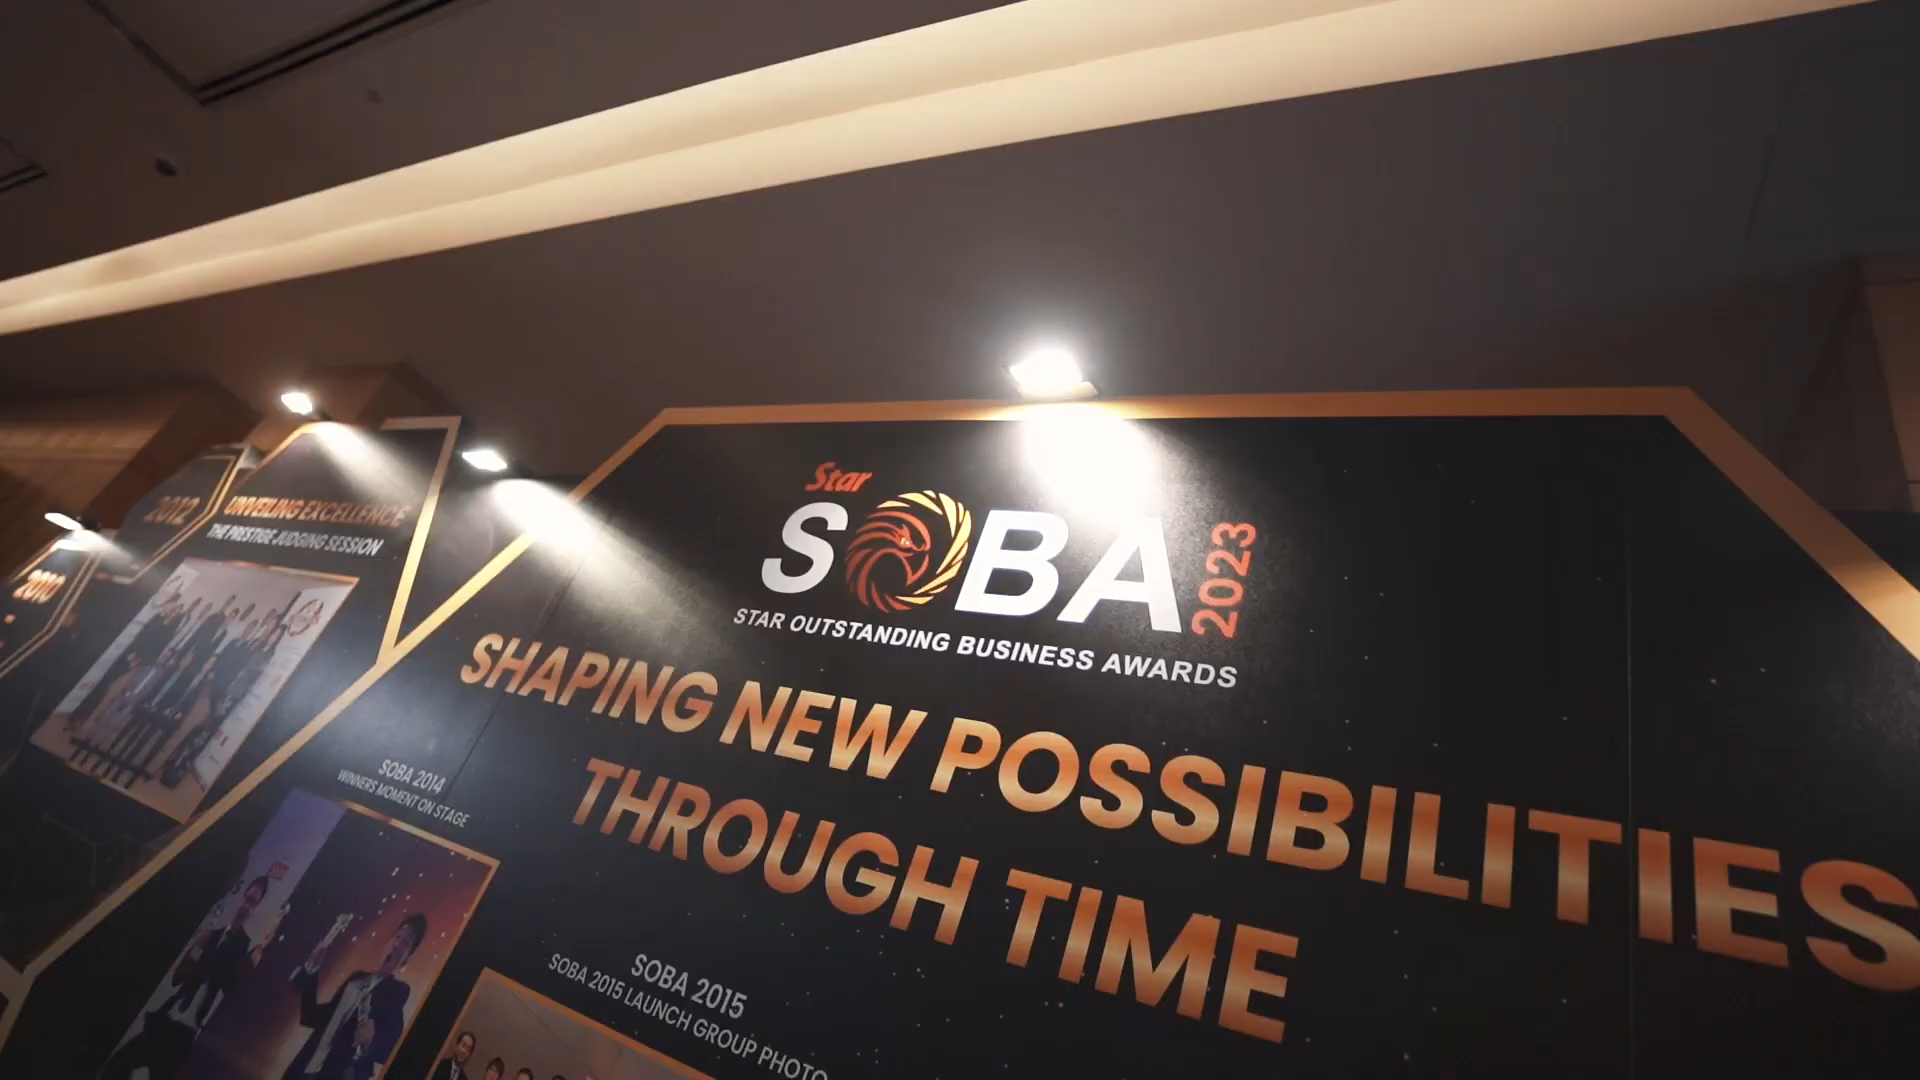 2010
2012
UNVEILING EXCELLENCE
THE PRESTIGE JUDGING SESSION
Star
SOBA 2023
STAR OUTSTANDING BUSINESS AWARDS
SHAPING NEW POSSIBILITIES
THROUGH TIME
SOBA 2014
WINNERS MOMENT ON STAGE
SOBA 2015
SOBA 2015 LAUNCH GROUP PHOTO